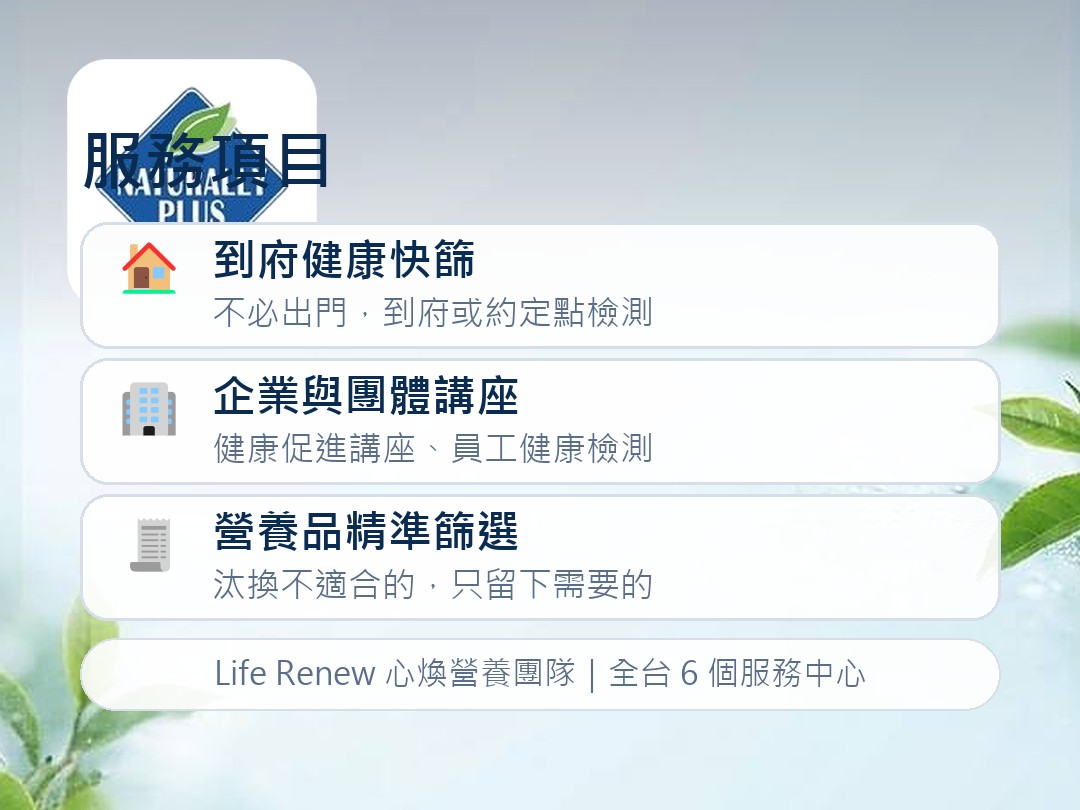 服務項目
NATURALLY
PLUS
到府健康快篩
不必出門，到府或約定點檢測
企業與團體講座
健康促進講座、員工健康檢測
營養品精準篩選
汰換不適合的，只留下需要的
Life Renew 心煥營養團隊｜全台 6 個服務中心